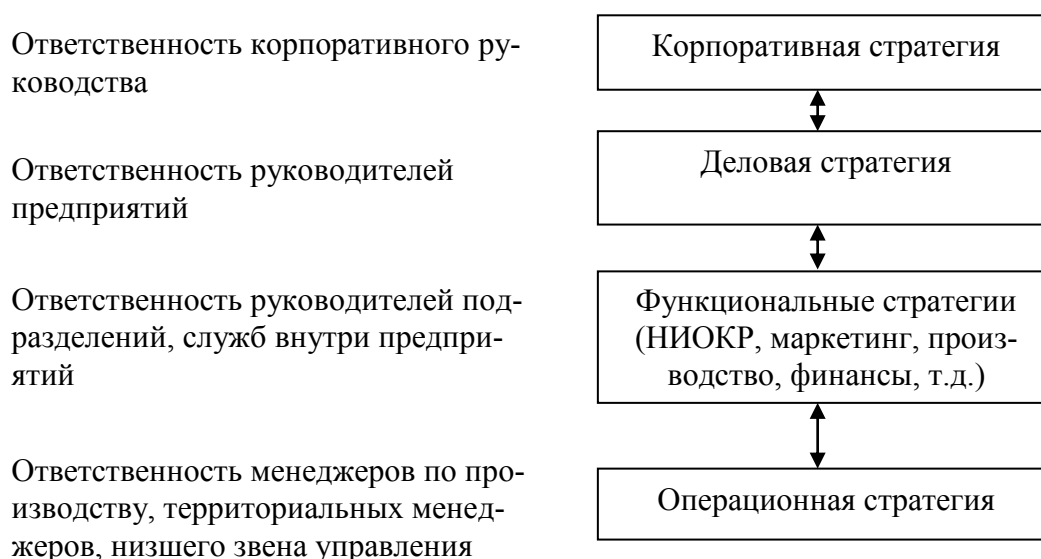 Ответственность корпоративного ру-
ководства
Корпоративная стратегия
Ответственность руководителей
предприятий
Деловая стратегия
Ответственность руководителей под-
разделений, служб внутри предпри-
ятий
Функциональные стратегии
(НИОКР, маркетинг, произ-
водство, финансы, т.д.)
Ответственность менеджеров по про-
изводству, территориальных менед-
жеров, низшего звена управления
Операционная стратегия